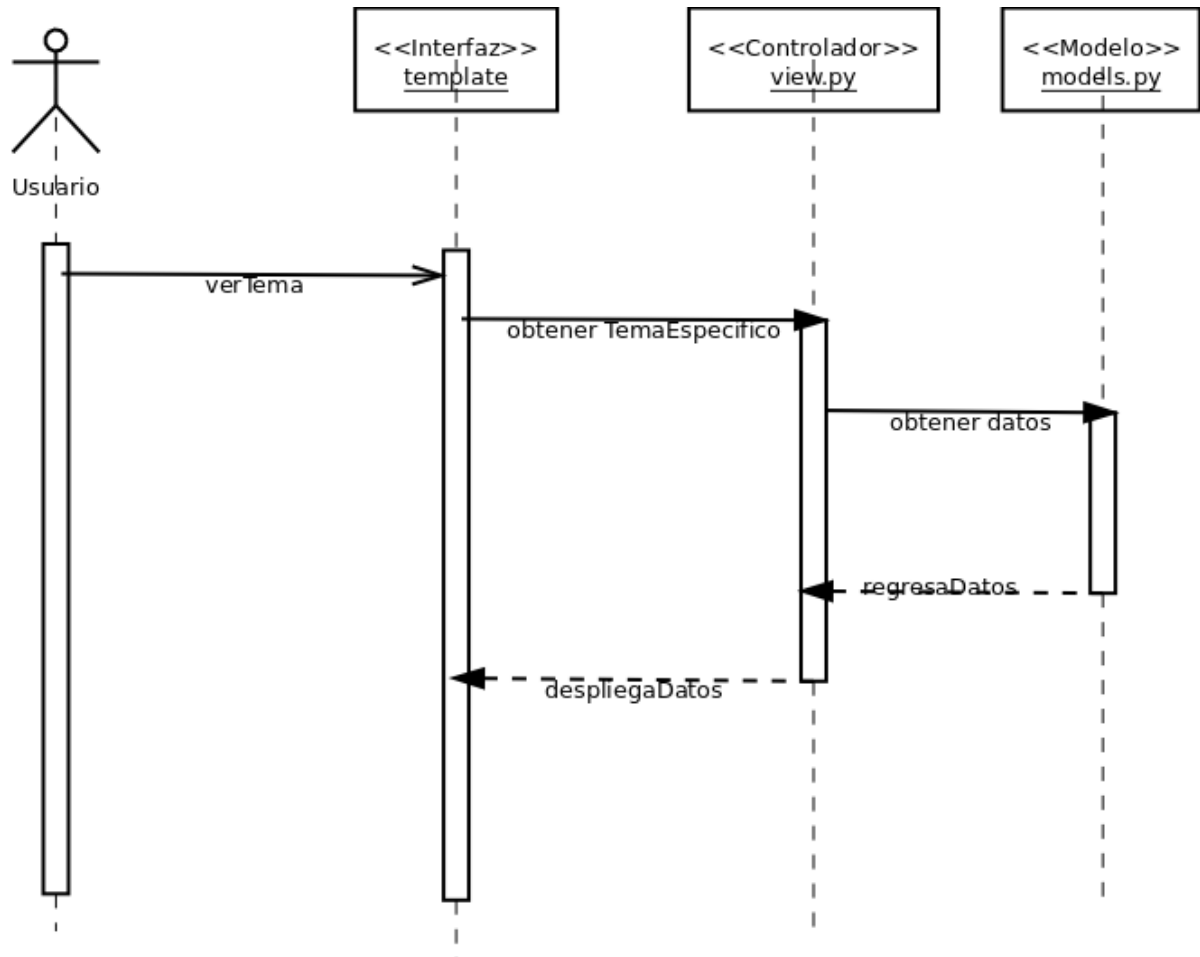 <<Interfaz>>
template
<<Controlador>>
view.py
<<Modelo>>
models.py
Usuario
verTema
obtener TemaEspecifico
obtener datos
regresaDatos
despliegaDatos